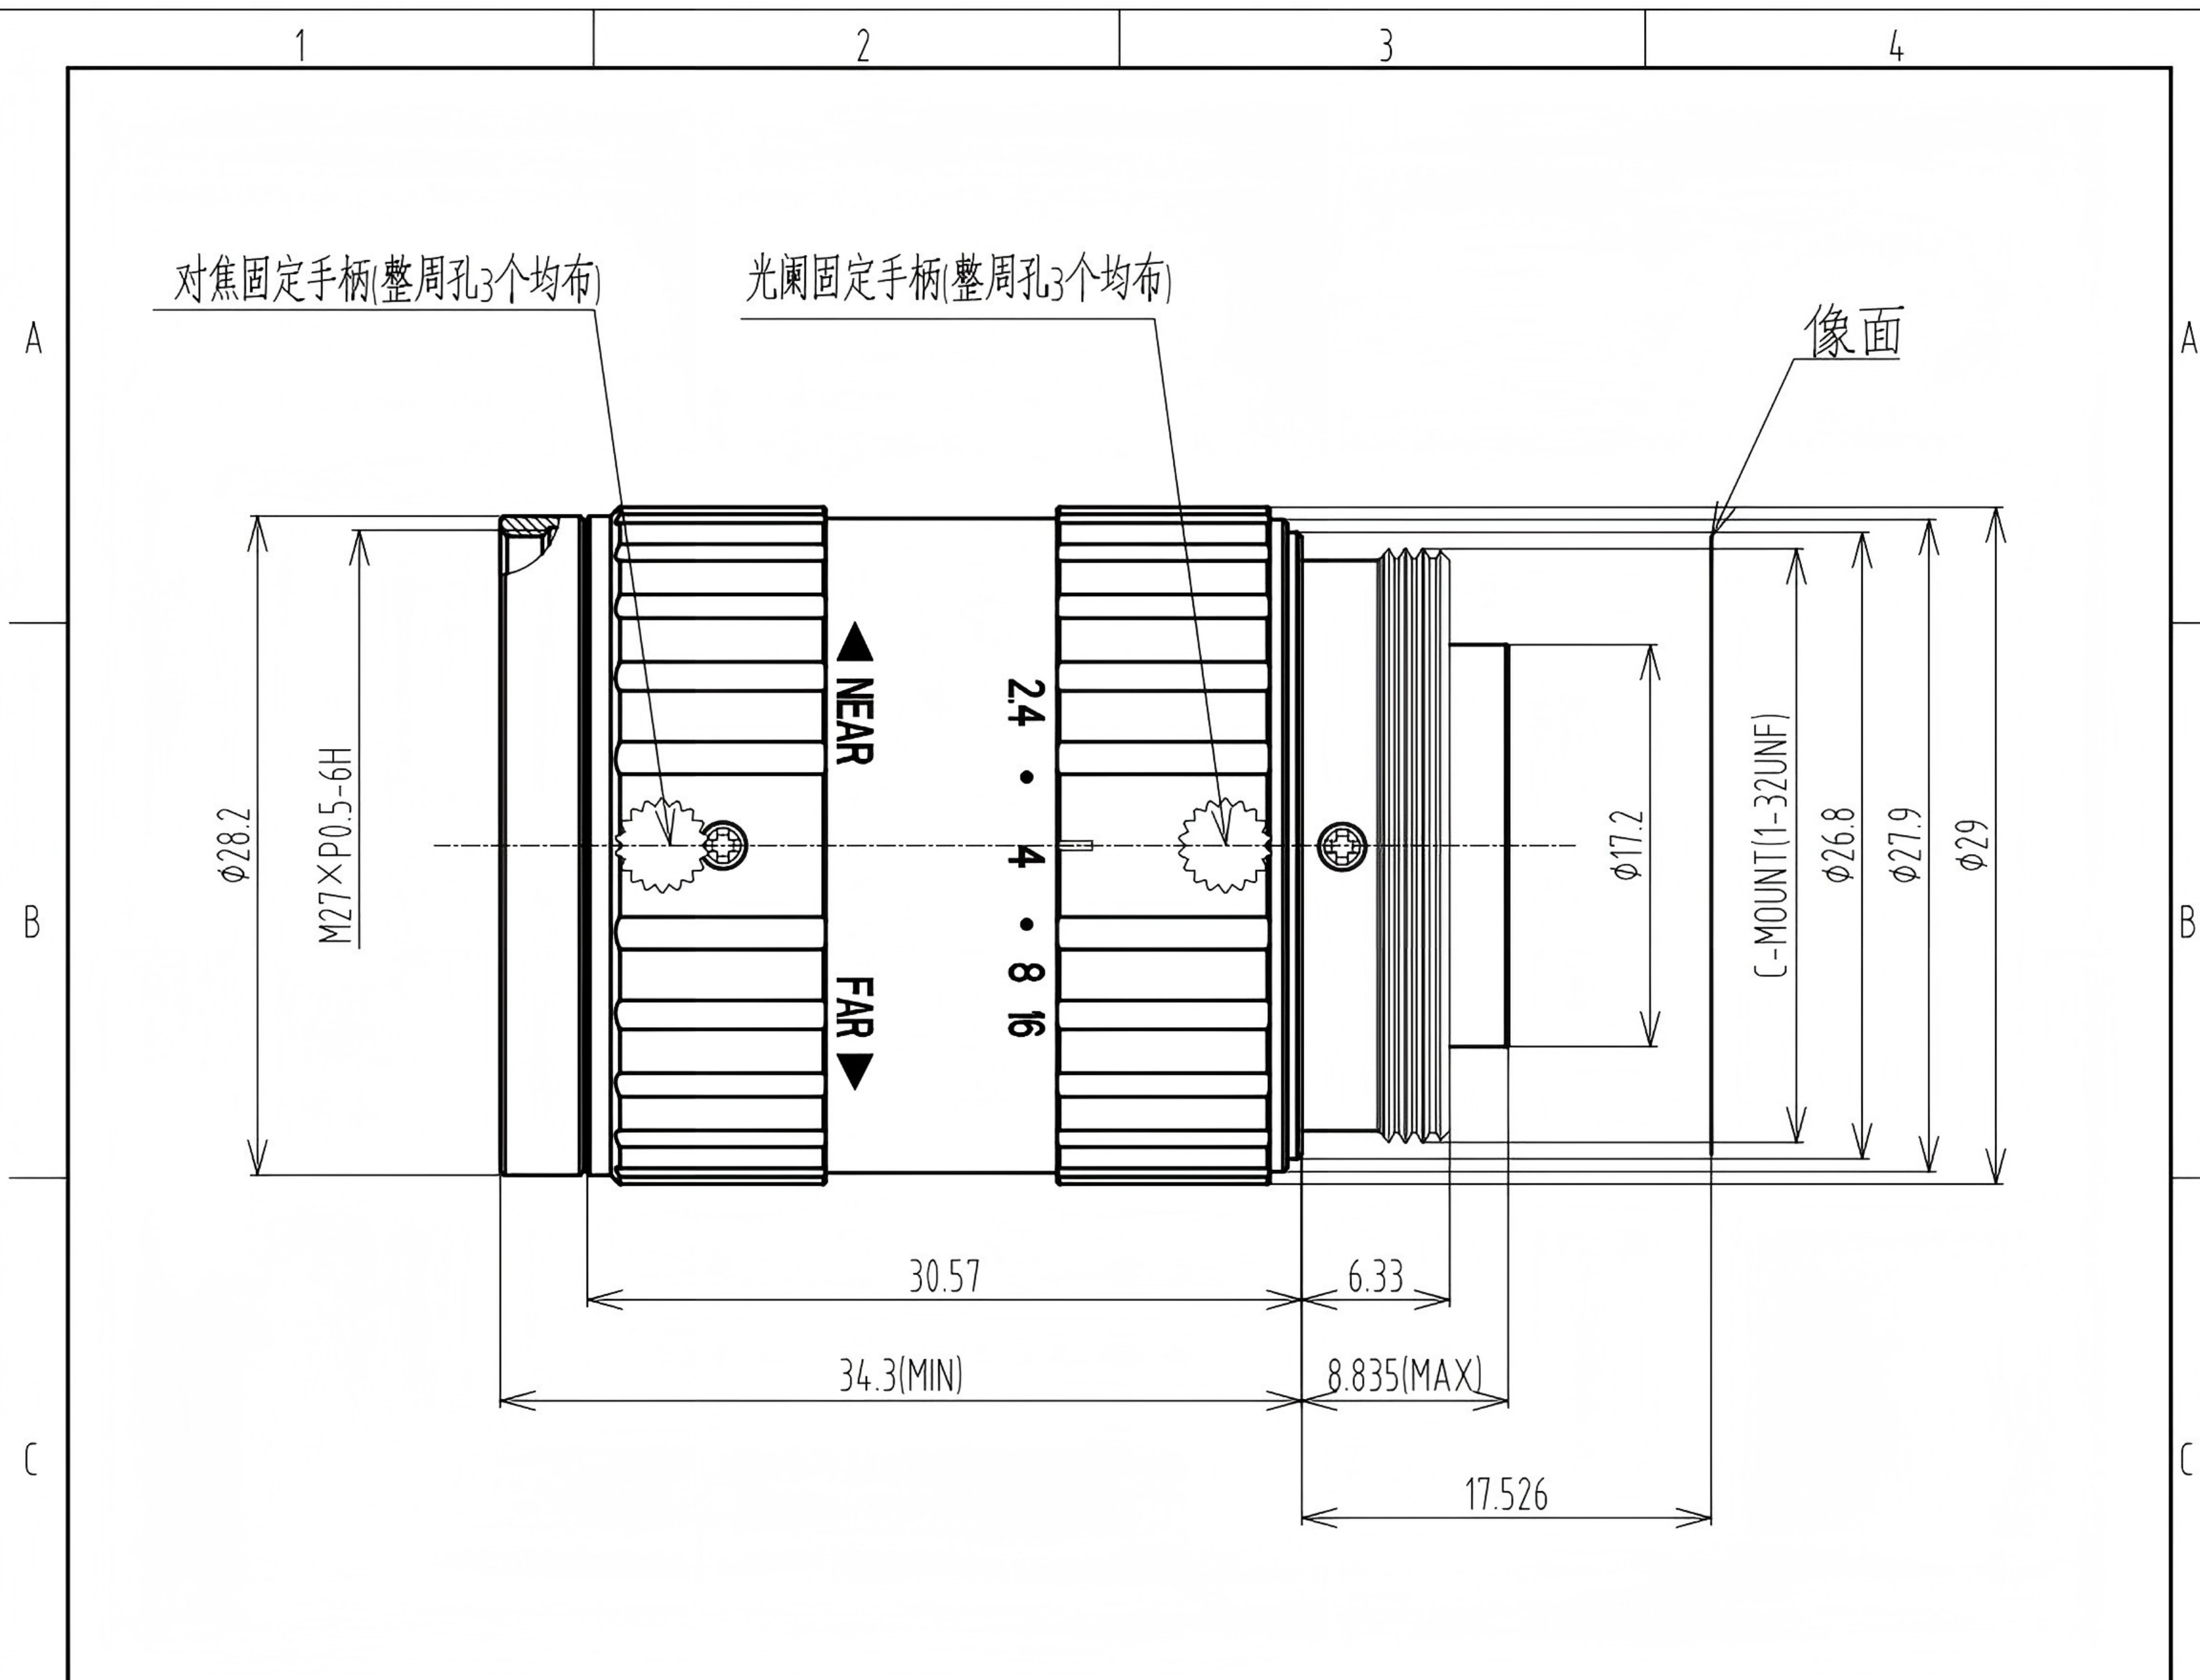 1
2
3
4
对焦固定手柄(整周孔3个均布)
光阑固定手柄(整周孔3个均布)
像面
A
A
NEAR
2.4
•
4
•
8
16
FAR
φ28.2
M27×P0.5-6H
φ17.2
C-MOUNT(1-32UNF)
φ26.8
φ27.9
φ29
B
B
30.57
6.33
34.3(MIN)
8.835(MAX)
17.526
C
C